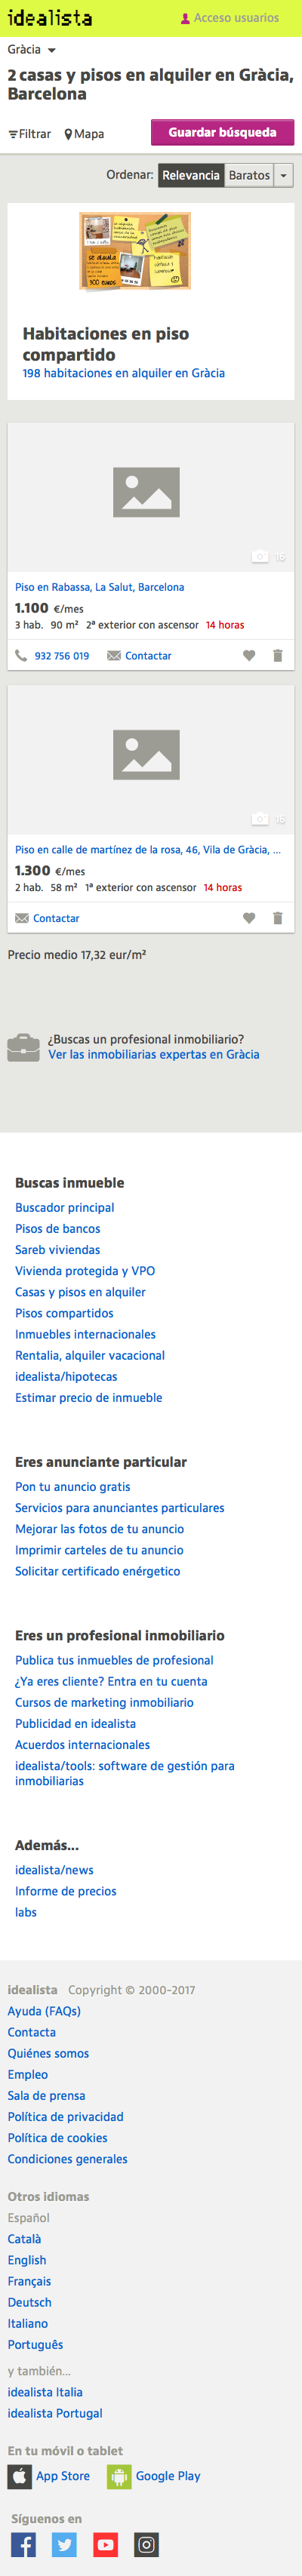 idealista
Acceso usuarios
Gràcia
2 casas y pisos en alquiler en Gràcia,
Barcelona
Filtrar
Mapa
Guardar búsqueda
Ordenar:
Relevancia
Baratos
se alquila
300 euros
Habitaciones en piso
compartido
198 habitaciones en alquiler en Gràcia
16
Piso en Rabassa, La Salut, Barcelona
1.100 €/mes
3 hab. 90 m² 2ª exterior con ascensor 14 horas
932 756 019
Contactar
16
Piso en calle de martínez de la rosa, 46, Vila de Gràcia, ...
1.300 €/mes
2 hab. 58 m² 1ª exterior con ascensor 14 horas
Contactar
Precio medio 17,32 eur/m²
¿Buscas un profesional inmobiliario?
Ver las inmobiliarias expertas en Gràcia
Buscas inmueble
Buscador principal
Pisos de bancos
Sareb viviendas
Vivienda protegida y VPO
Casas y pisos en alquiler
Pisos compartidos
Inmuebles internacionales
Rentalia, alquiler vacacional
idealista/hipotecas
Estimar precio de inmueble
Eres anunciante particular
Pon tu anuncio gratis
Servicios para anunciantes particulares
Mejorar las fotos de tu anuncio
Imprimir carteles de tu anuncio
Solicitar certificado enérgetico
Eres un profesional inmobiliario
Publica tus inmuebles de profesional
¿Ya eres cliente? Entra en tu cuenta
Cursos de marketing inmobiliario
Publicidad en idealista
Acuerdos internacionales
idealista/tools: software de gestión para
inmobiliarias
Además...
idealista/news
Informe de precios
labs
idealista Copyright © 2000-2017
Ayuda (FAQs)
Contacta
Quiénes somos
Empleo
Sala de prensa
Política de privacidad
Política de cookies
Condiciones generales
Otros idiomas
Español
Català
English
Français
Deutsch
Italiano
Português
y también...
idealista Italia
idealista Portugal
En tu móvil o tablet
App Store
Google Play
Síguenos en